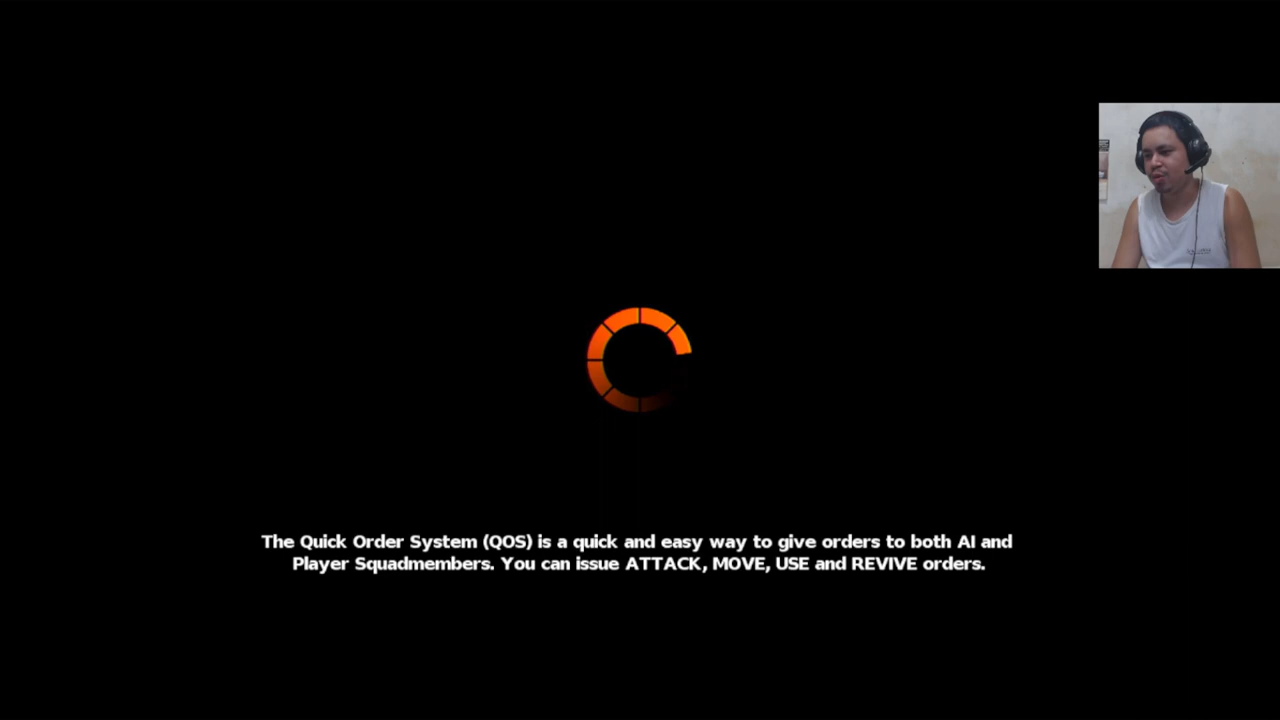 The Quick Order System (QOS) is a quick and easy way to give orders to both AI and
Player Squadmembers. You can issue ATTACK, MOVE, USE and REVIVE orders.